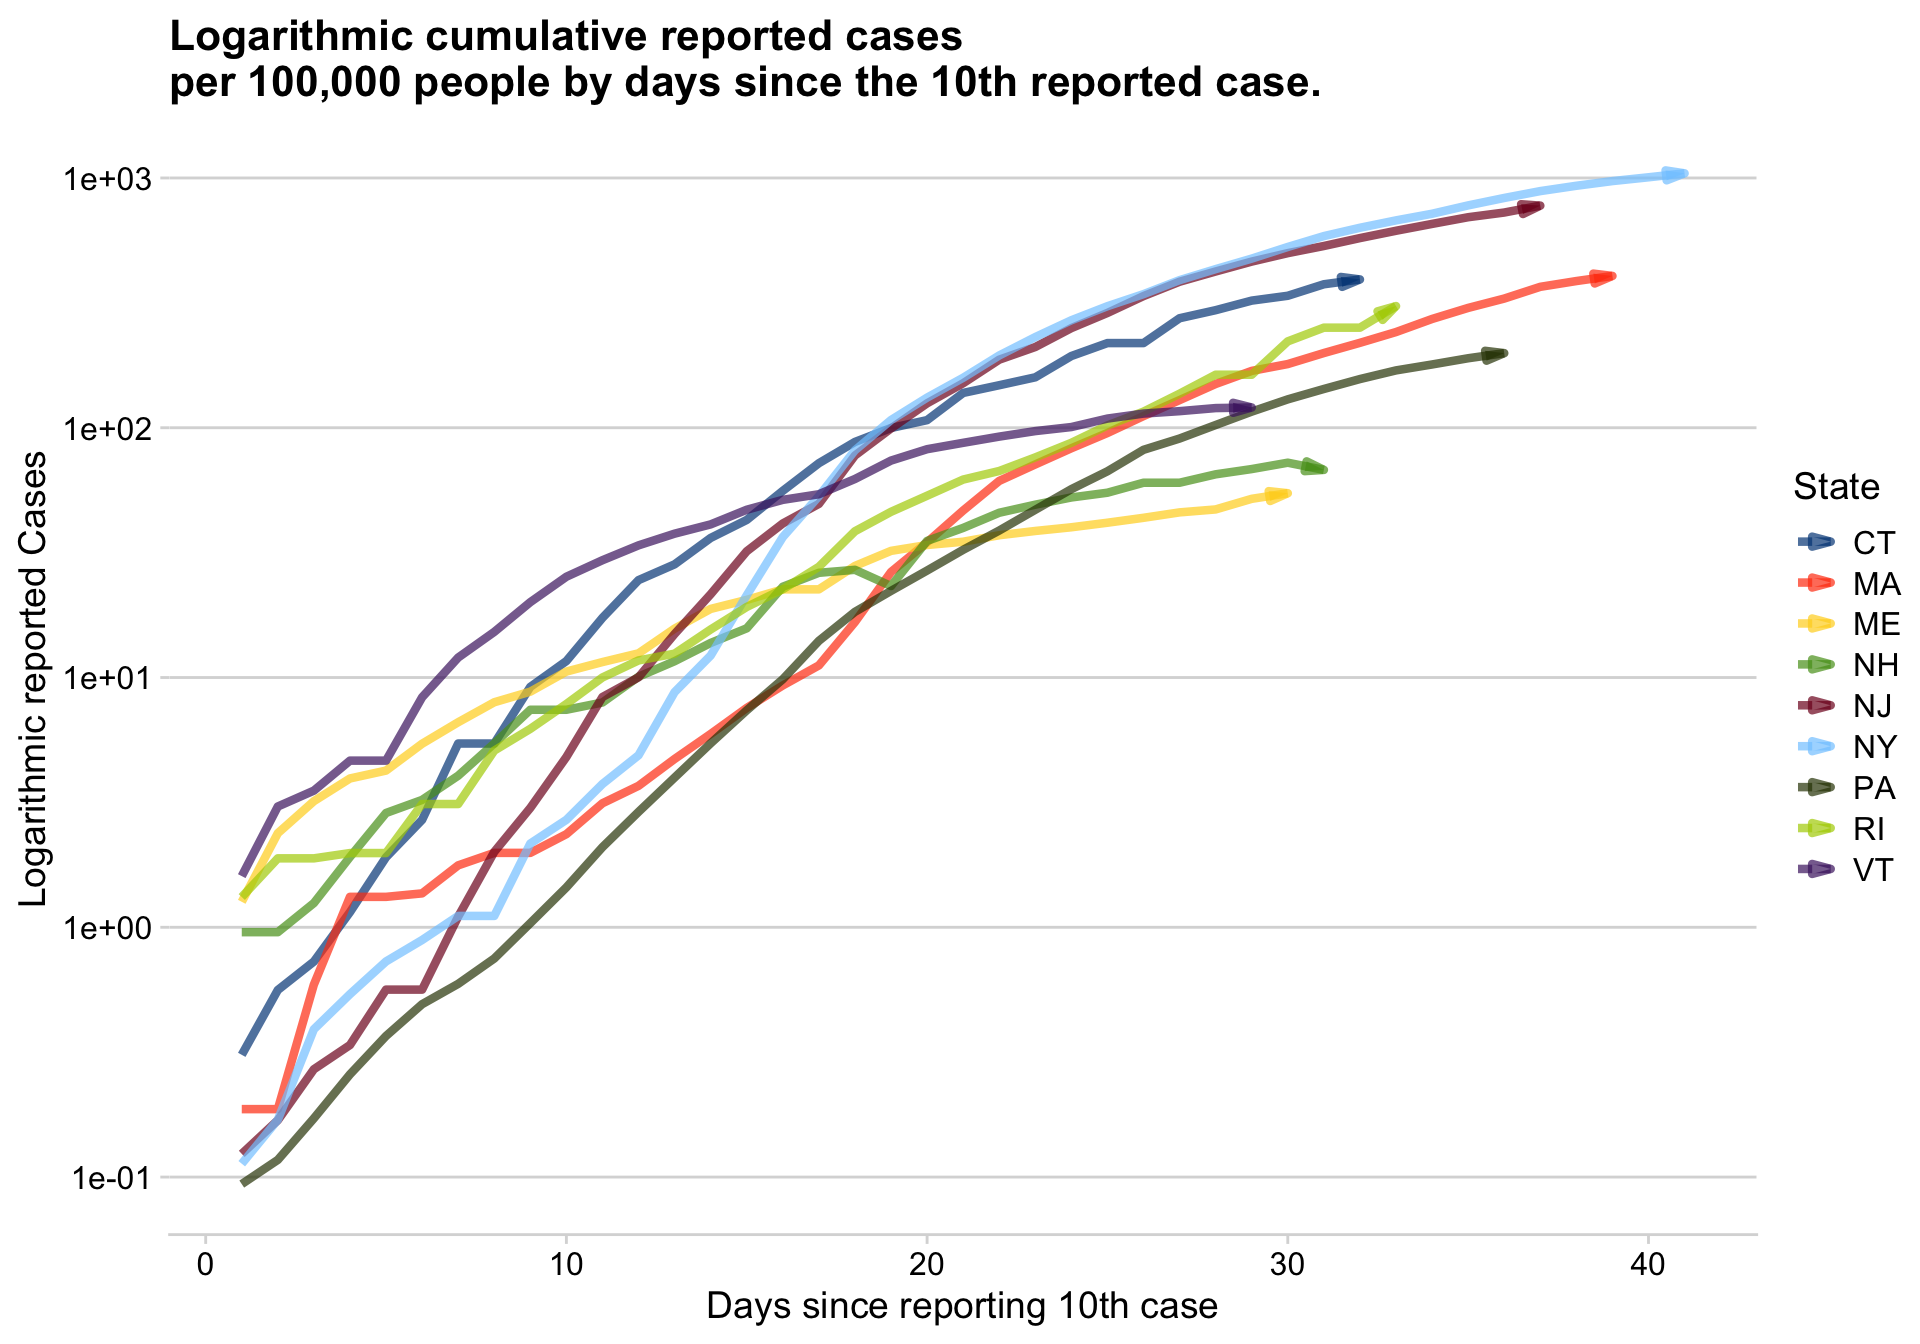 Logarithmic cumulative reported cases
per 100,000 people by days since the 10th reported case.
Logarithmic reported Cases
1e+03
1e+02
1e+01
1e+00
1e-01
0
10
20
30
40
Days since reporting 10th case
State
CT
MA
ME
NH
NJ
NY
PA
RI
VT